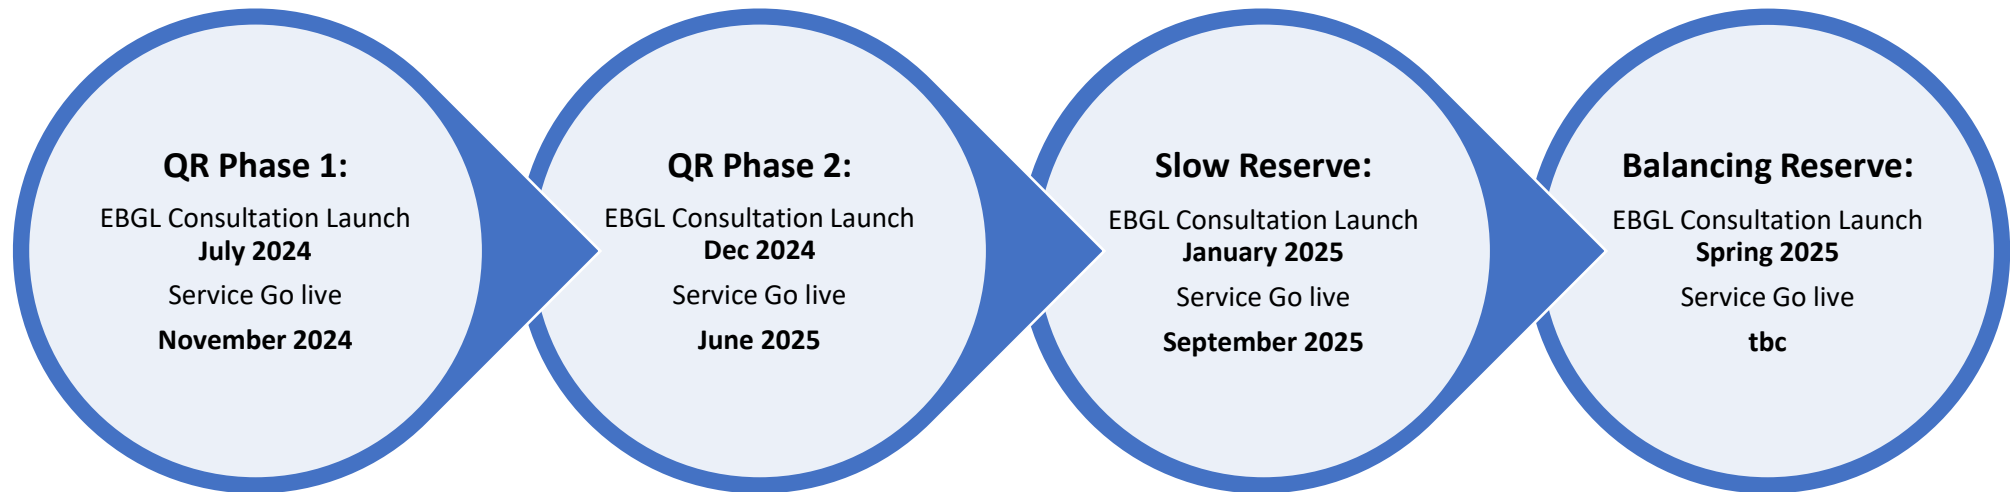 QR Phase 1:
EBGL Consultation Launch
July 2024
Service Go live
November 2024
QR Phase 2:
EBGL Consultation Launch
Dec 2024
Service Go live
June 2025
Slow Reserve:
EBGL Consultation Launch
January 2025
Service Go live
September 2025
Balancing Reserve:
EBGL Consultation Launch
Spring 2025
Service Go live
tbc